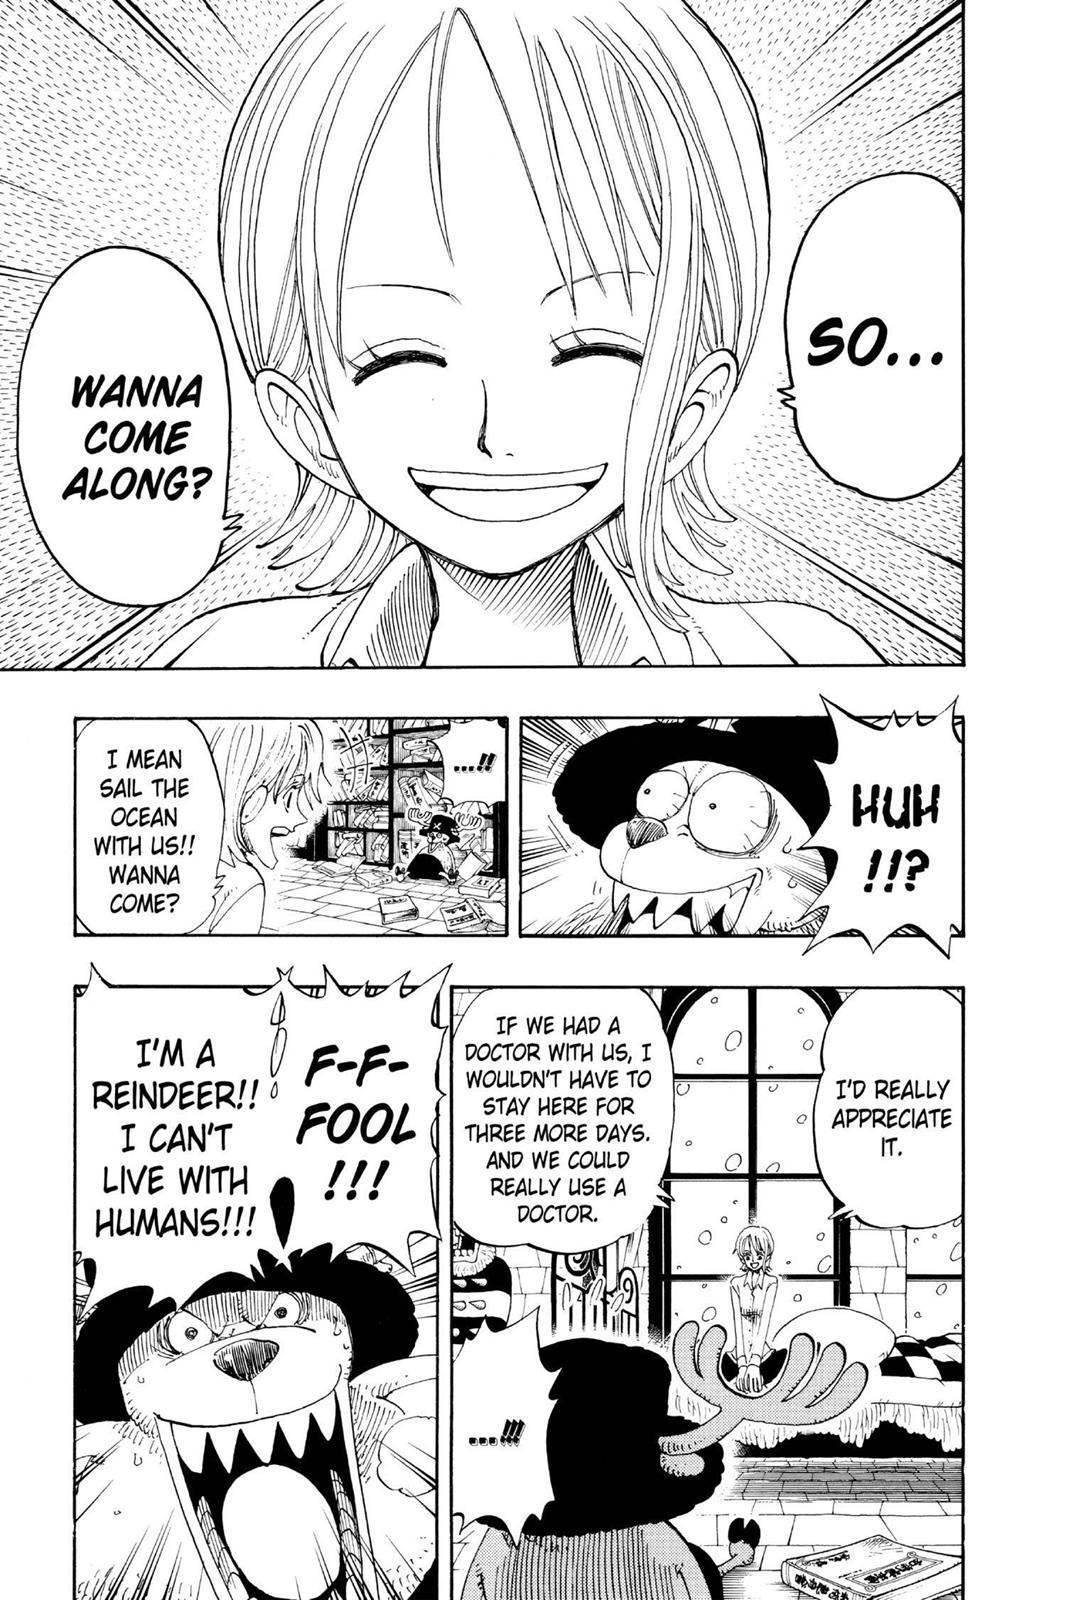 SO...
WANNA
COME
ALONG?
HUH
!!?
....!!
I MEAN
SAIL THE
OCEAN
WITH US!!
WANNA
COME?
I'D REALLY
APPRECIATE
IT.
IF WE HAD A
DOCTOR WITH US, I
WOULDN'T HAVE TO
STAY HERE FOR
THREE MORE DAYS.
AND WE COULD
REALLY USE A
DOCTOR.
...!!!
F-F-
FOOL
!!!
I'M A
REINDEER!!
I CAN'T
LIVE WITH
HUMANS!!!